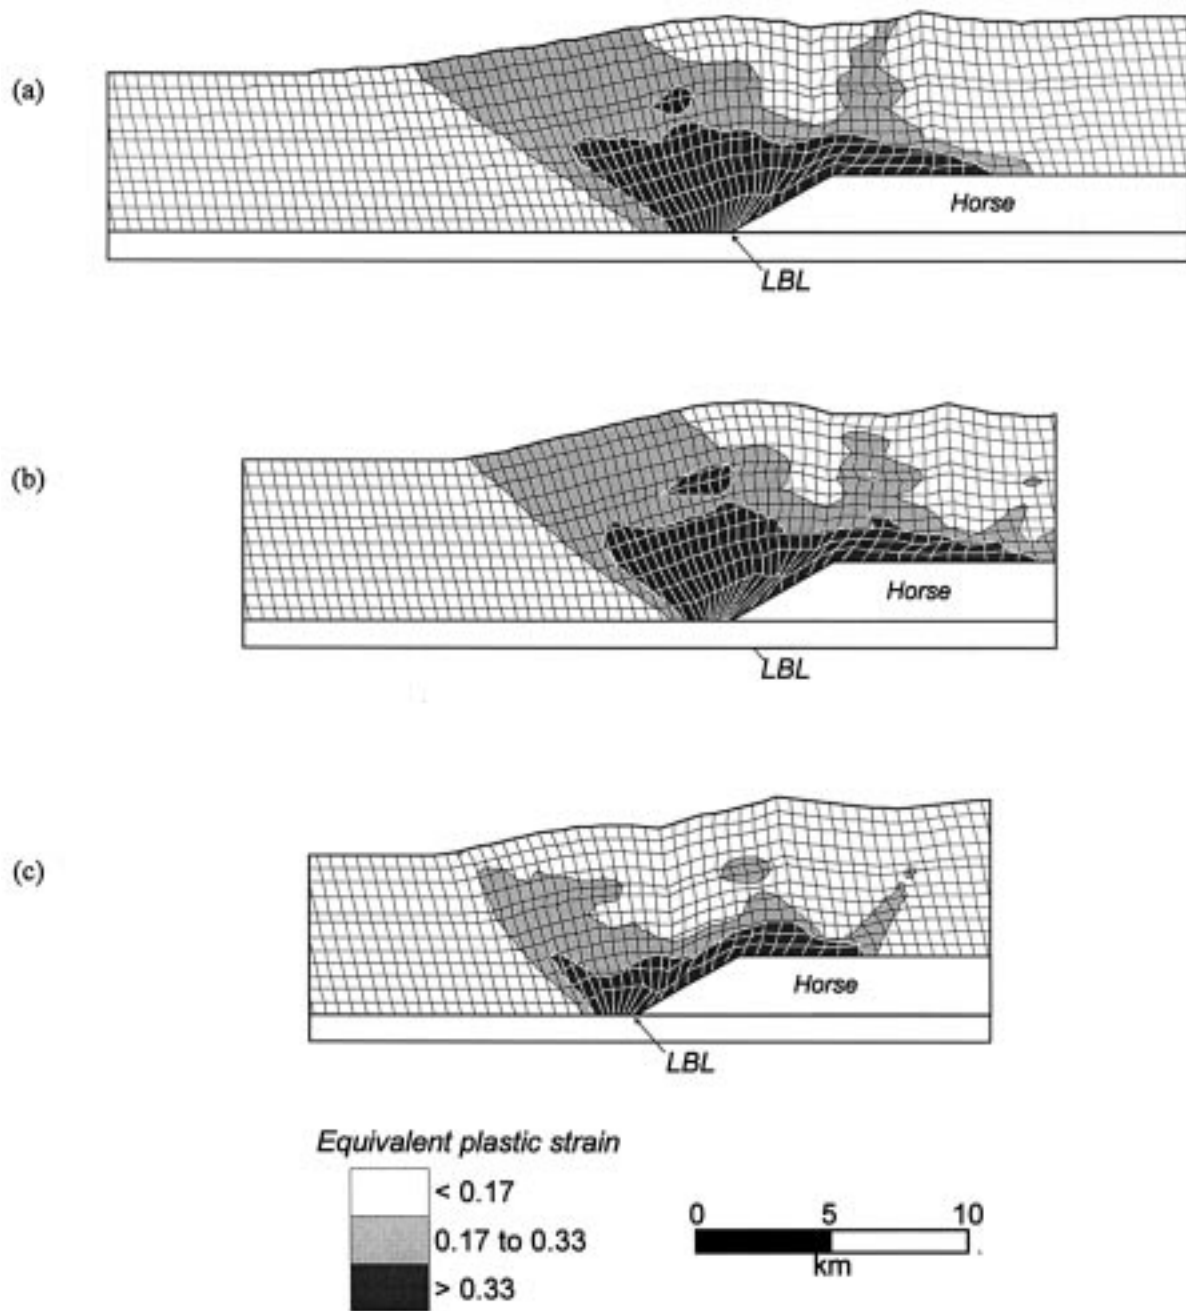 (a)
Horse
LBL
(b)
Horse
LBL
(c)
Horse
LBL
Equivalent plastic strain
< 0.17
0.17 to 0.33
> 0.33
0 5 10
km